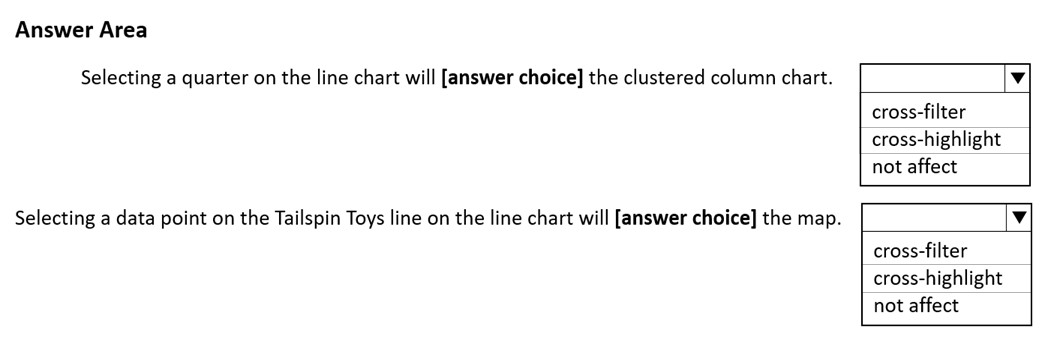 Answer Area
Selecting a quarter on the line chart will [answer choice] the clustered column chart.
cross-filter
cross-highlight
not affect
Selecting a data point on the Tailspin Toys line on the line chart will [answer choice] the map.
cross-filter
cross-highlight
not affect